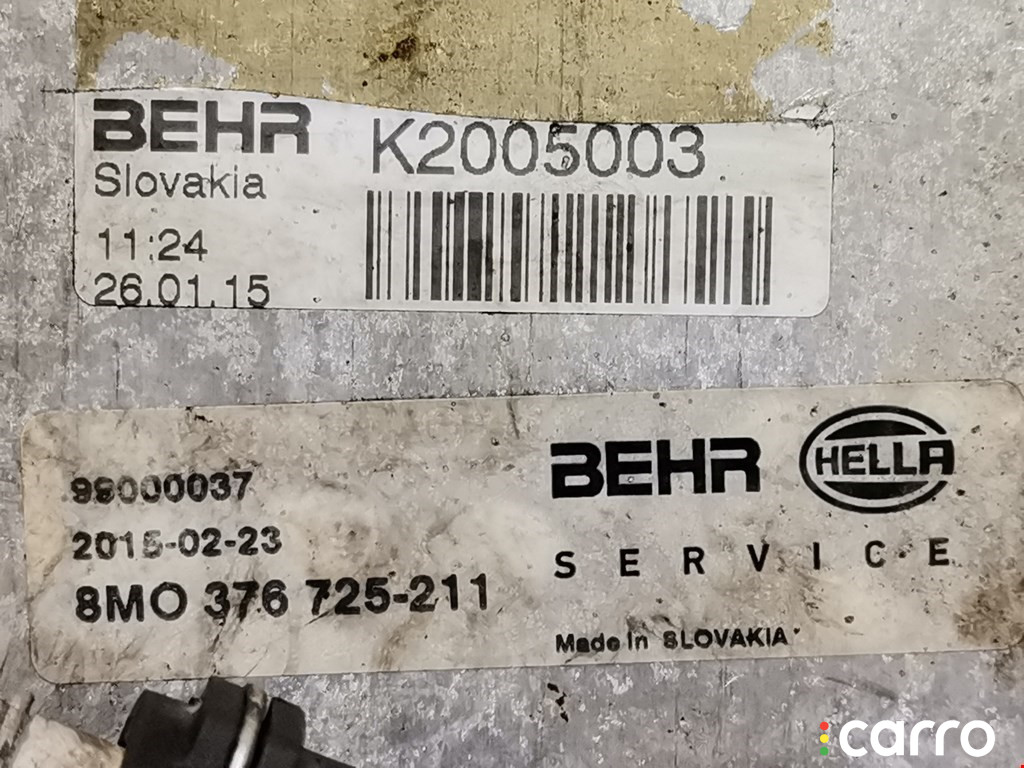 BEHR K2005003
Slovakia
11:24
26.01.15
99000037
2015-02-23
8MO 376 725-211
BEHR HELLA
SERVICE
Made in SLOVAKIA
carro